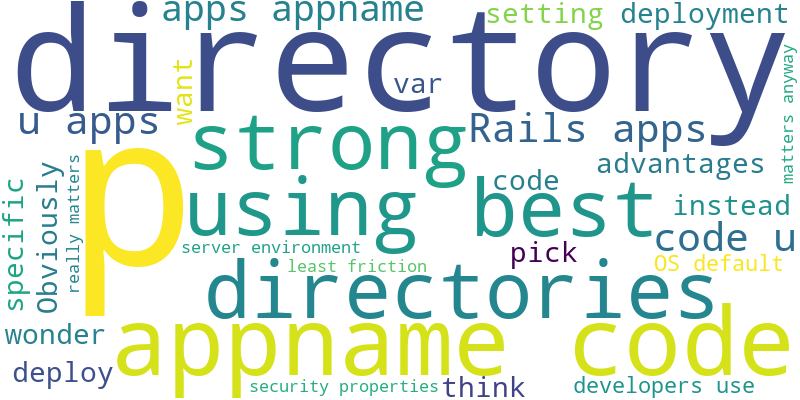 apps appname
setting deployment
directory
var
want
matters anyway
u apps
strong
Rails apps
p
advantages
really matters
Obviously
specific
using best
code
instead
code u
server environment
pick
OS default
least friction
directories
wonder
appname code
deploy
security properties
think
developers use